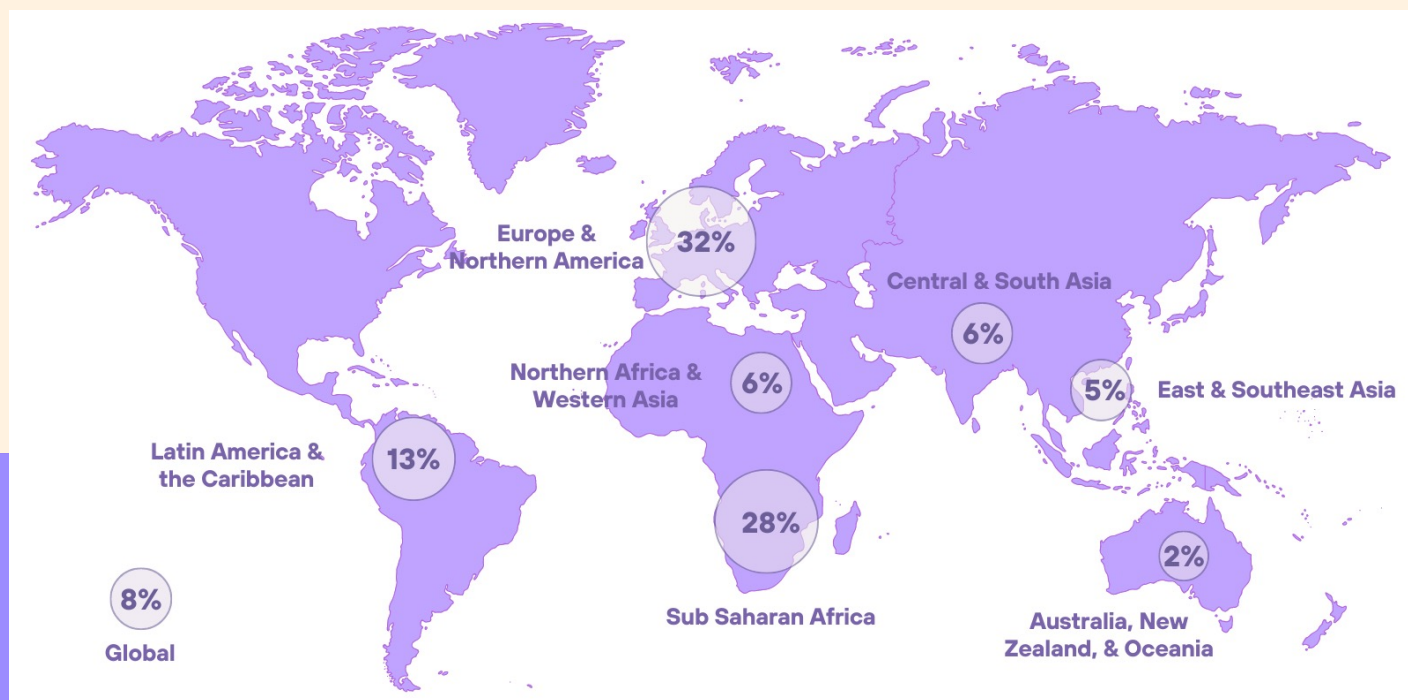 Europe &
Northern America
32%
Central & South Asia
6%
Northern Africa &
Western Asia
6%
5%
East & Southeast Asia
Latin America &
the Caribbean
13%
28%
Sub Saharan Africa
2%
Australia, New
Zealand, & Oceania
8%
Global